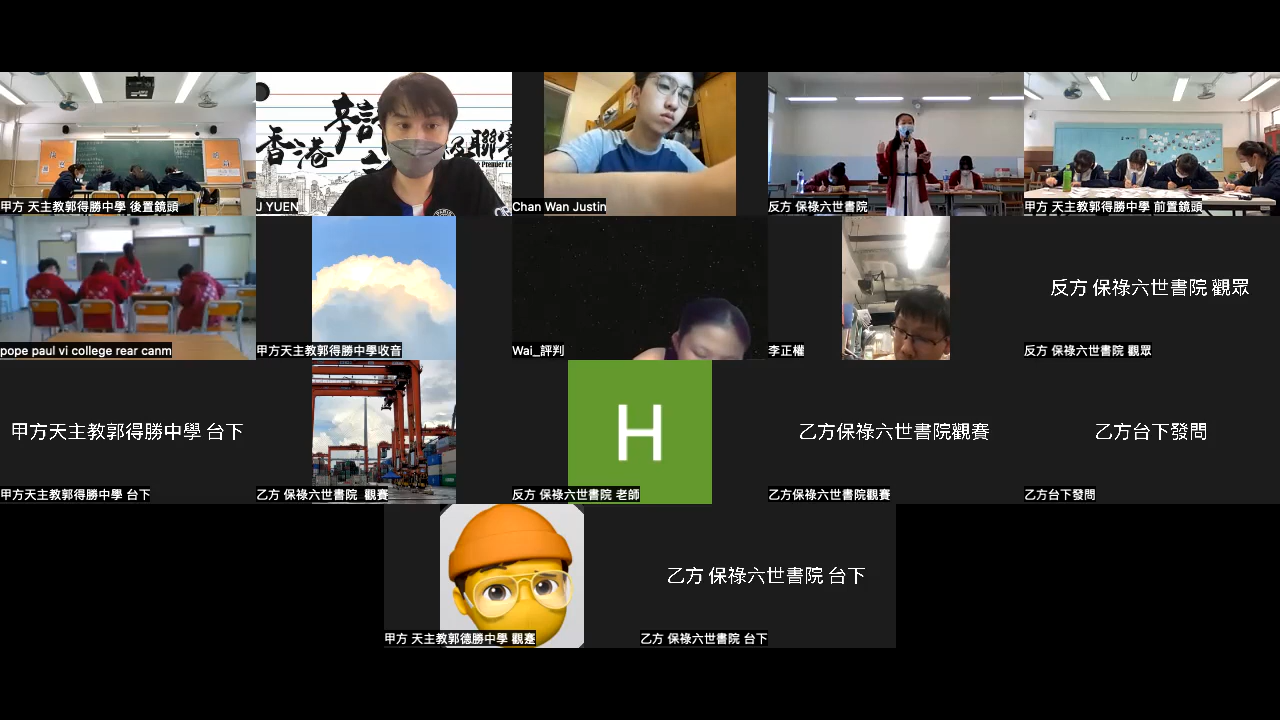 甲方 天主教郭得勝中學 後置鏡頭
香港
辯
聯
Premier Le
J YUEN
Chan Wan Justin
反方 保祿六世書院
甲方 天主教郭得勝中學 前置鏡頭
pope paul vi college rear canm
甲方天主教郭得勝中學收音
Wai_評判
李正權
反方 保祿六世書院 觀眾
反方 保祿六世書院 觀眾
甲方天主教郭得勝中學 台下
甲方天主教郭得勝中學 台下
乙方 保祿六世書院 觀賽
H
反方 保祿六世書院 老師
乙方保祿六世書院觀賽
乙方保祿六世書院觀賽
乙方台下發問
乙方台下發問
甲方 天主教郭德勝中學 觀蹇
乙方 保祿六世書院 台下
乙方 保祿六世書院 台下